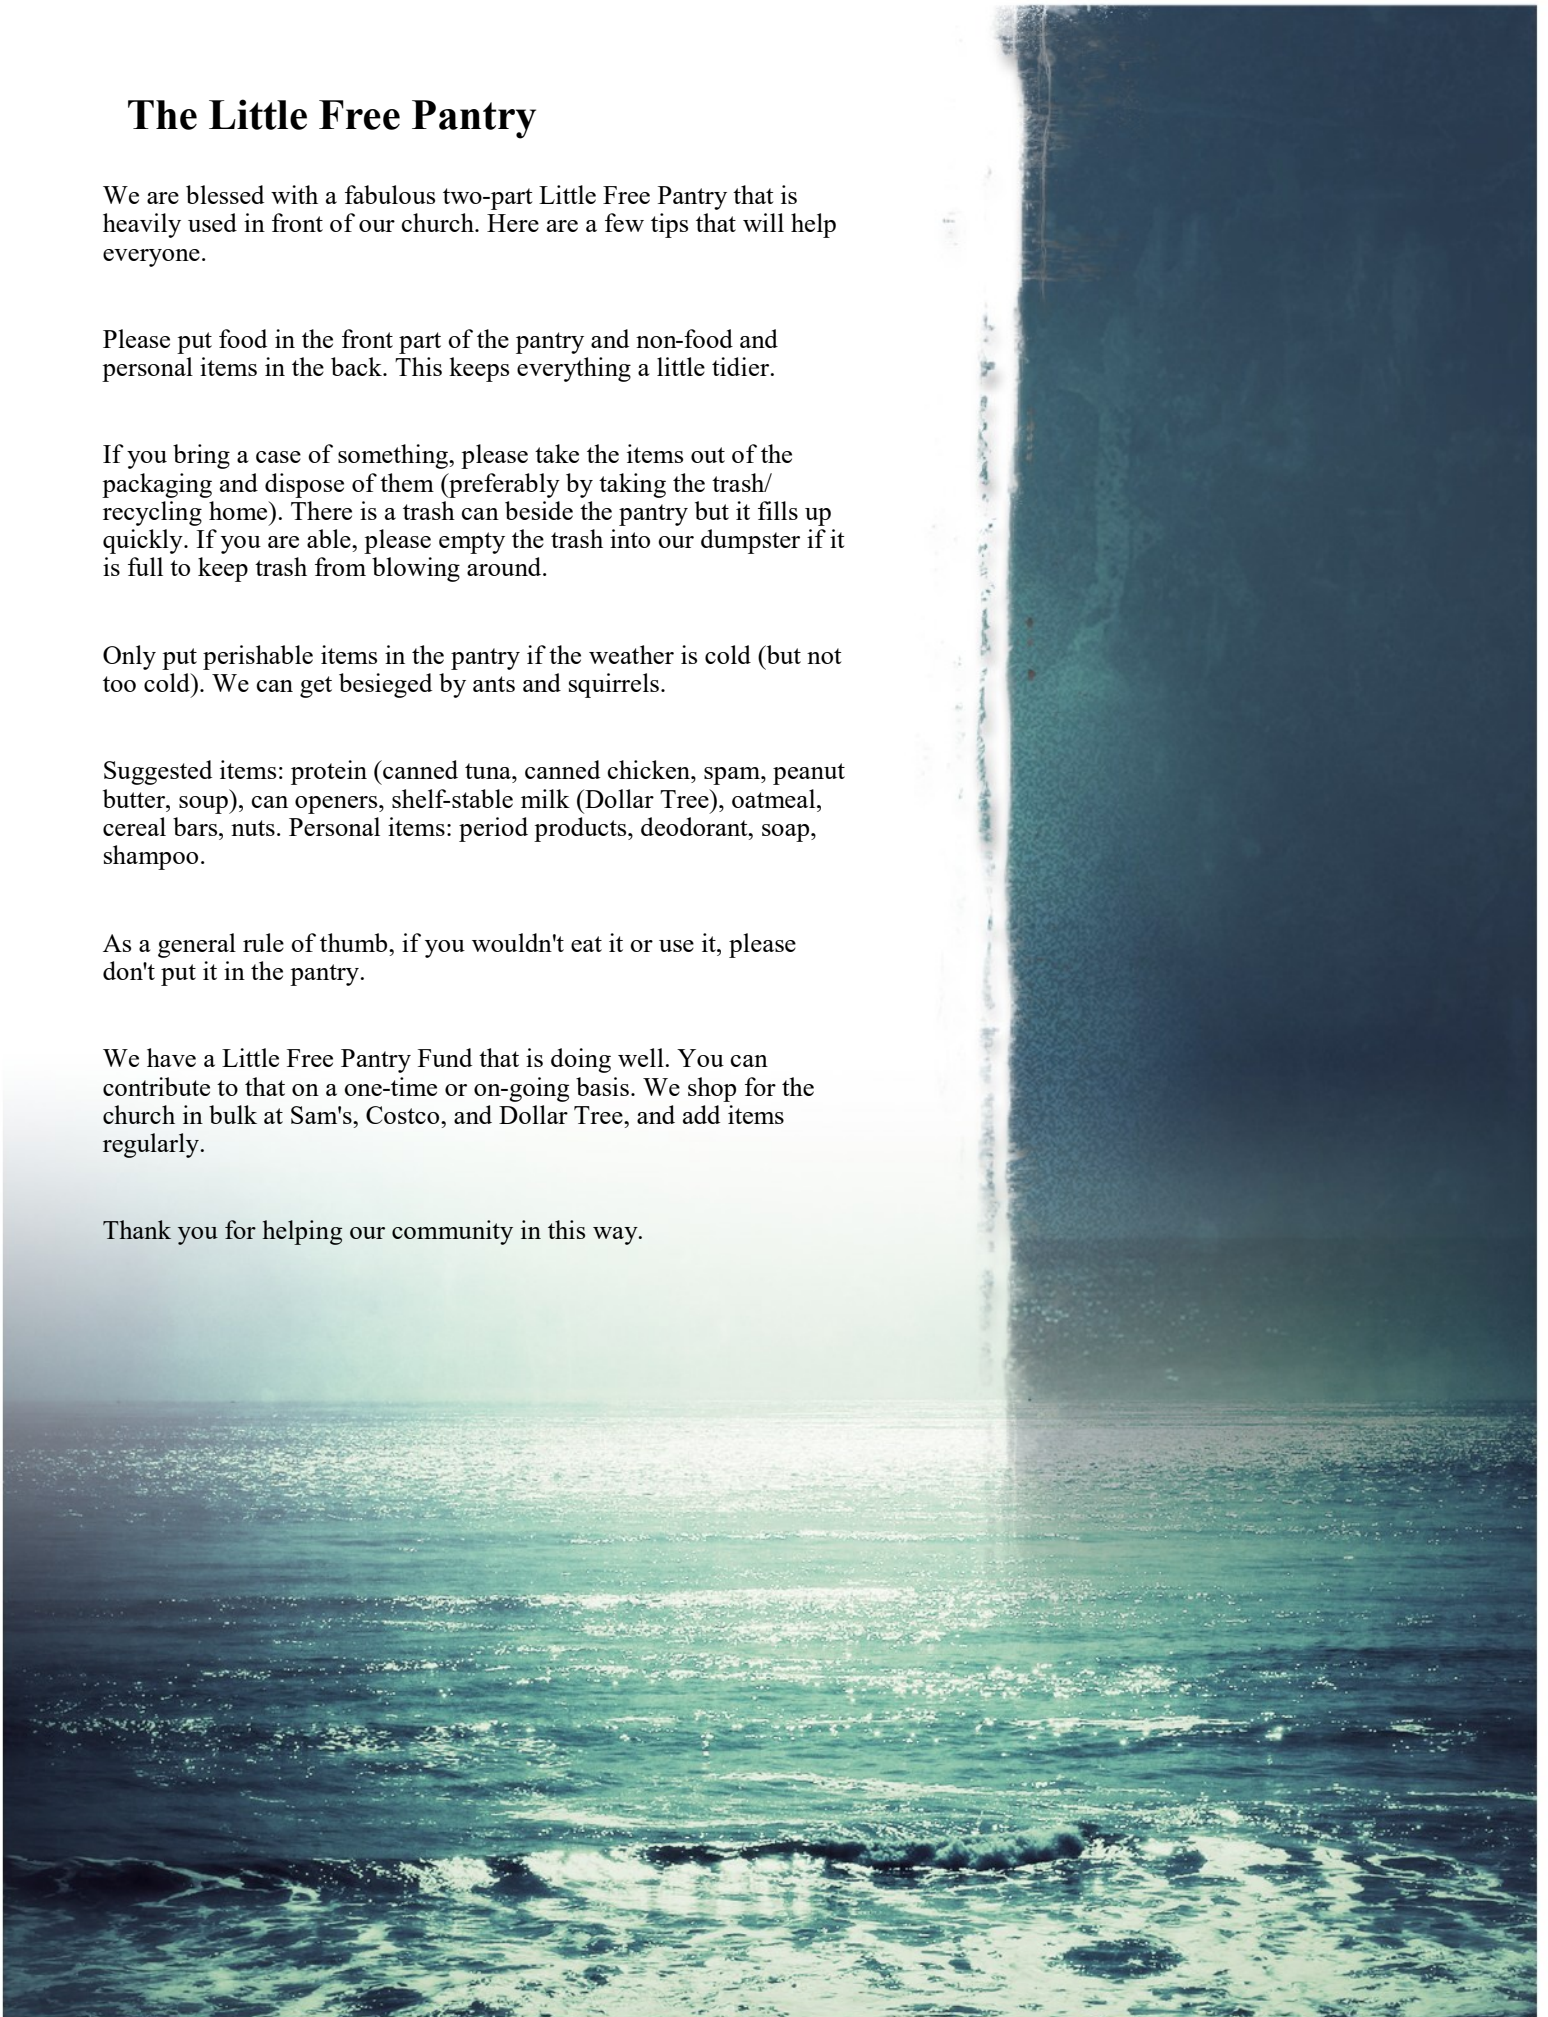 The Little Free Pantry
We are blessed with a fabulous two-part Little Free Pantry that is
heavily used in front of our church. Here are a few tips that will help
everyone.
Please put food in the front part of the pantry and non-food and
personal items in the back. This keeps everything a little tidier.
If you bring a case of something, please take the items out of the
packaging and dispose of them (preferably by taking the trash/
recycling home). There is a trash can beside the pantry but it fills up
quickly. If you are able, please empty the trash into our dumpster if it
is full to keep trash from blowing around.
Only put perishable items in the pantry if the weather is cold (but not
too cold). We can get besieged by ants and squirrels.
Suggested items: protein (canned tuna, canned chicken, spam, peanut
butter, soup), can openers, shelf-stable milk (Dollar Tree), oatmeal,
cereal bars, nuts. Personal items: period products, deodorant, soap,
shampoo.
As a general rule of thumb, if you wouldn't eat it or use it, please
don't put it in the pantry.
We have a Little Free Pantry Fund that is doing well. You can
contribute to that on a one-time or on-going basis. We shop for the
church in bulk at Sam's, Costco, and Dollar Tree, and add items
regularly.
Thank you for helping our community in this way.